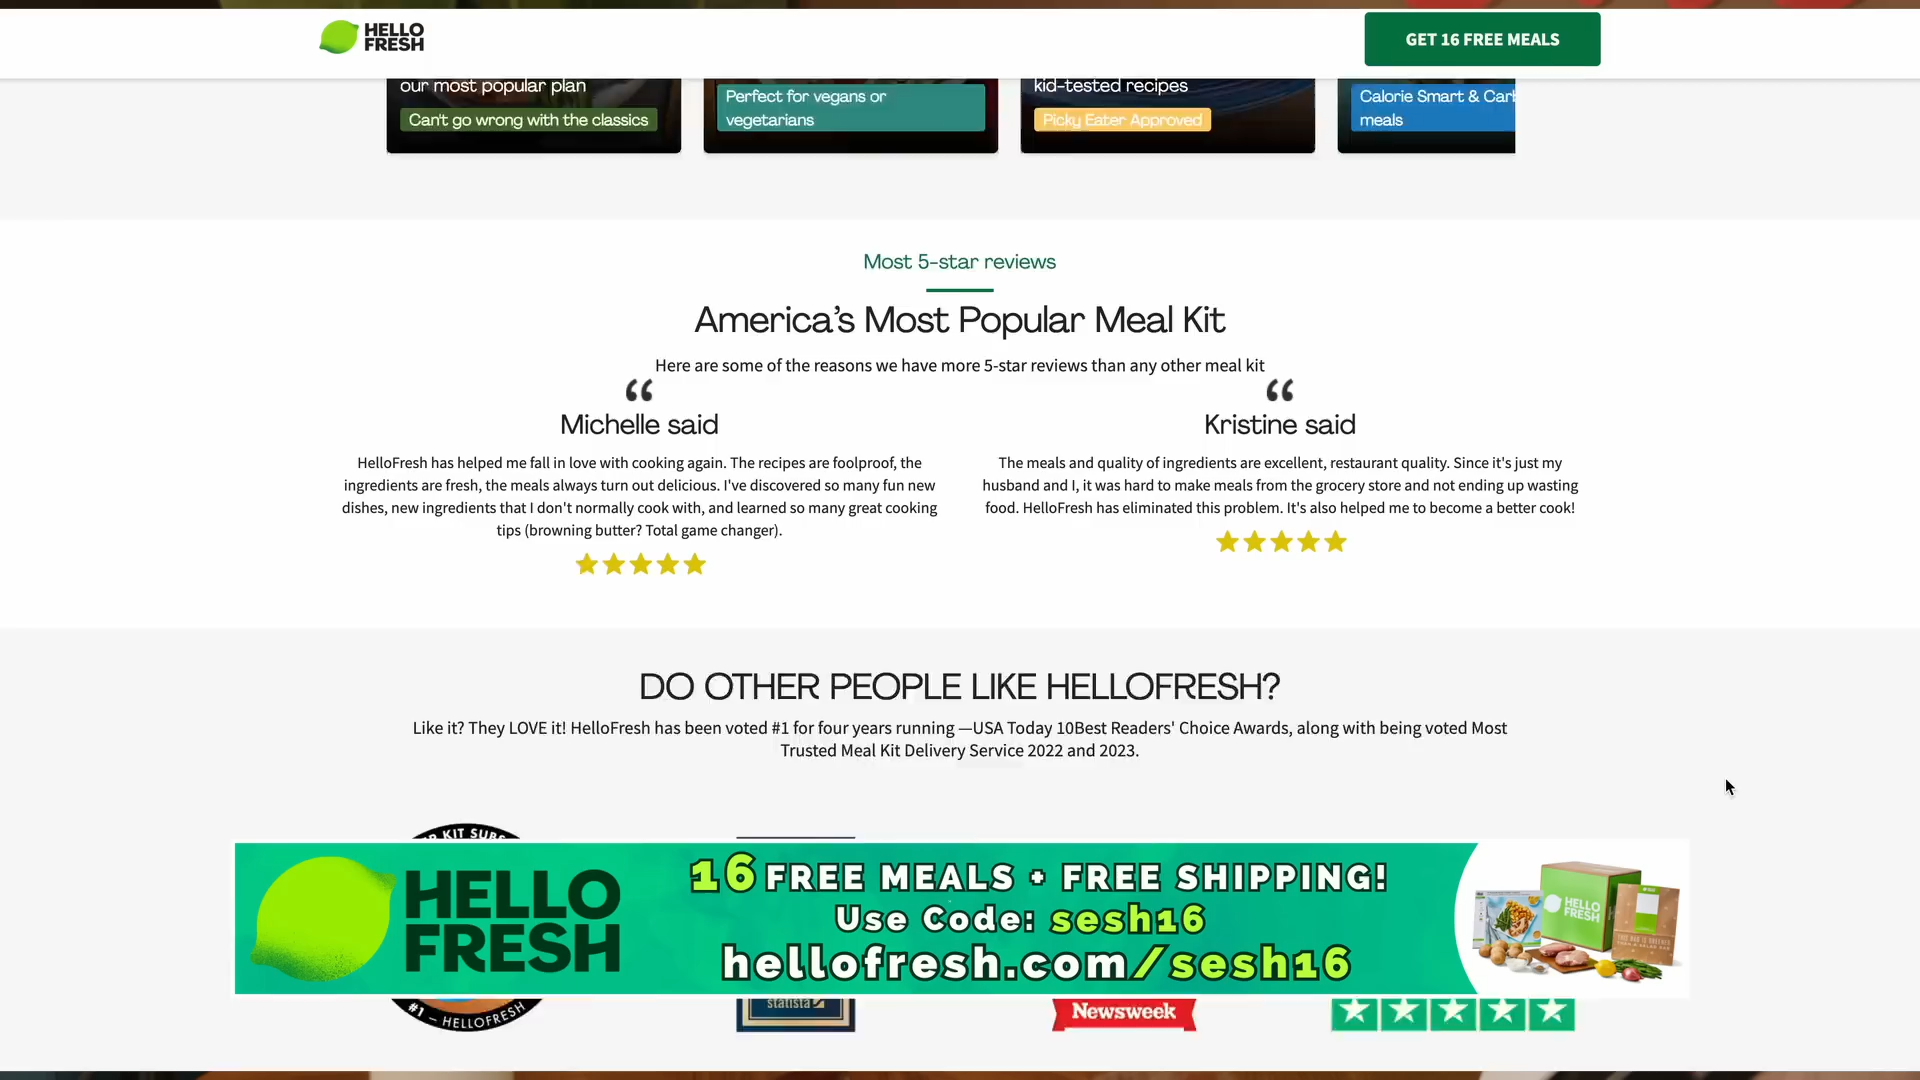 HELLO
FRESH
GET 16 FREE MEALS
our most popular plan
Can't go wrong with the classics
Perfect for vegans or
vegetarians
kid-tested recipes
Picky Eater Approved
Calorie Smart &
meals
Most 5-star reviews
America's Most Popular Meal Kit
Here are some of the reasons we have more 5-star reviews than any other meal kit
Michelle said
HelloFresh has helped me fall in love with cooking again. The recipes are foolproof, the
ingredients are fresh, the meals always turn out delicious. I've discovered so many fun new
dishes, new ingredients that I don't normally cook with, and learned so many great cooking
tips (browning butter? Total game changer).
Kristine said
The meals and quality of ingredients are excellent, restaurant quality. Since it's just my
husband and I, it was hard to make meals from the grocery store and not ending up wasting
food. HelloFresh has eliminated this problem. It's also helped me to become a better cook!
DO OTHER PEOPLE LIKE HELLOFRESH?
Like it? They LOVE it! HelloFresh has been voted #1 for four years running —USA Today 10Best Readers' Choice Awards, along with being voted Most
Trusted Meal Kit Delivery Service 2022 and 2023.
KIT
HELLO
FRESH
16 FREE MEALS + FREE SHIPPING!
Use Code: sesh16
hellofresh.com/sesh16
HELLO
FRESH
#1 – HELLOFRESH
statista
Newsweek